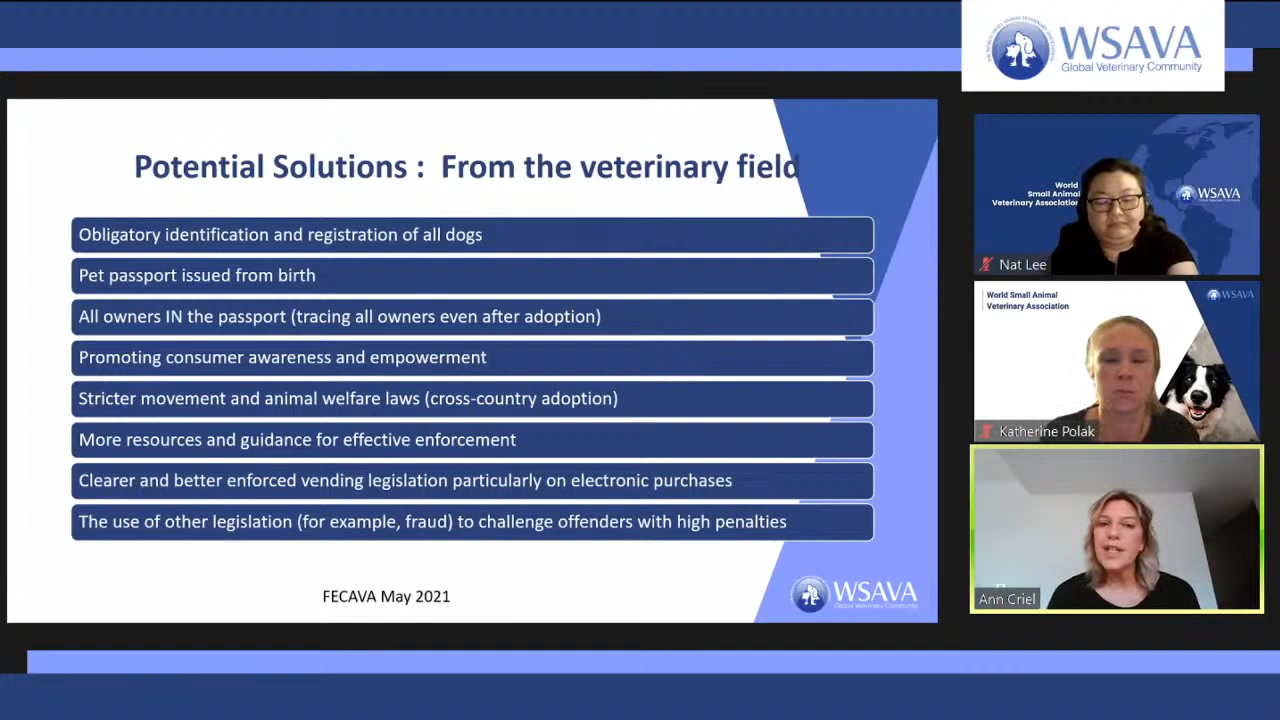 WSAVA
Global Veterinary Community
Potential Solutions : From the veterinary field
Obligatory identification and registration of all dogs
Pet passport issued from birth
All owners IN the passport (tracing all owners even after adoption)
Promoting consumer awareness and empowerment
Stricter movement and animal welfare laws (cross-country adoption)
More resources and guidance for effective enforcement
Clearer and better enforced vending legislation particularly on electronic purchases
The use of other legislation (for example, fraud) to challenge offenders with high penalties
FECAVA May 2021
WSAVA
Global Veterinary Community
World
Small Animal
Veterinary Association
WSAVA
Nat Lee
World Small Animal
Veterinary Association
WSAVA
Katherine Polak
Ann Criel